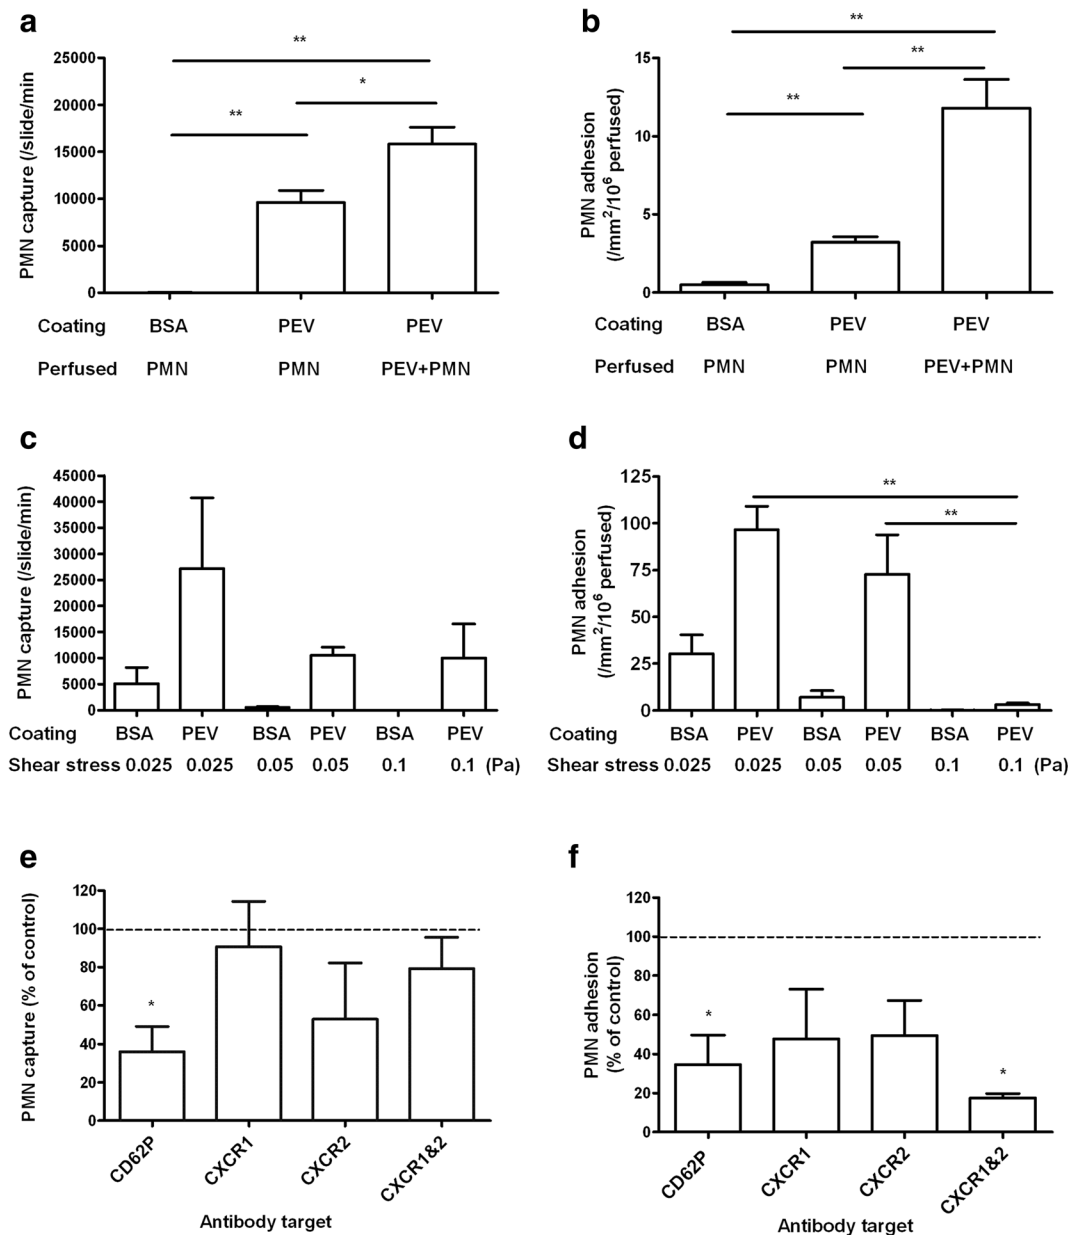 a
**
*
**
PMN capture (/slide/min
25000
20000
15000
10000
5000
0
Coating BSA PEV PEV
Perfused PMN PMN PEV+PMN
b
**
**
**
PMN adhesion
(/mm²/10⁶ perfused)
15
10
5
0
Coating BSA PEV PEV
Perfused PMN PMN PEV+PMN
c
PMN capture (/slide/min)
45000
40000
35000
30000
25000
20000
15000
10000
5000
0
Coating BSA PEV BSA PEV BSA PEV
Shear stress 0.025 0.025 0.05 0.05 0.1 0.1 (Pa)
d
**
**
PMN adhesion
(/mm²/10⁶ perfused)
125
100
75
50
25
0
Coating BSA PEV BSA PEV BSA PEV
Shear stress 0.025 0.025 0.05 0.05 0.1 0.1 (Pa)
e
PMN capture (% of control)
120
100
80
60
40
20
0
*
CD62P CXCR1 CXCR2 CXCR1&2
Antibody target
f
PMN adhesion
(% of control)
120
100
80
60
40
20
0
*
*
CD62P CXCR1 CXCR2 CXCR1&2
Antibody target